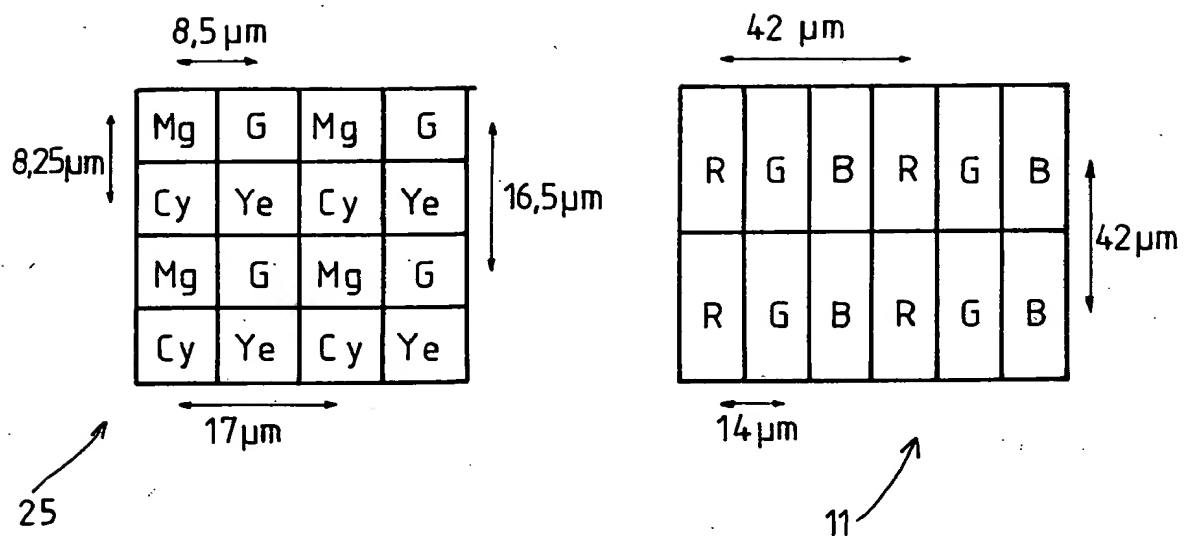 8,5 µm
Mg G Mg G
8,25µm
Cy Ye Cy Ye
16,5µm
Mg G Mg G
Cy Ye Cy Ye
17µm
25
42 µm
R G B R G B
42µm
R G B R G B
14µm
11